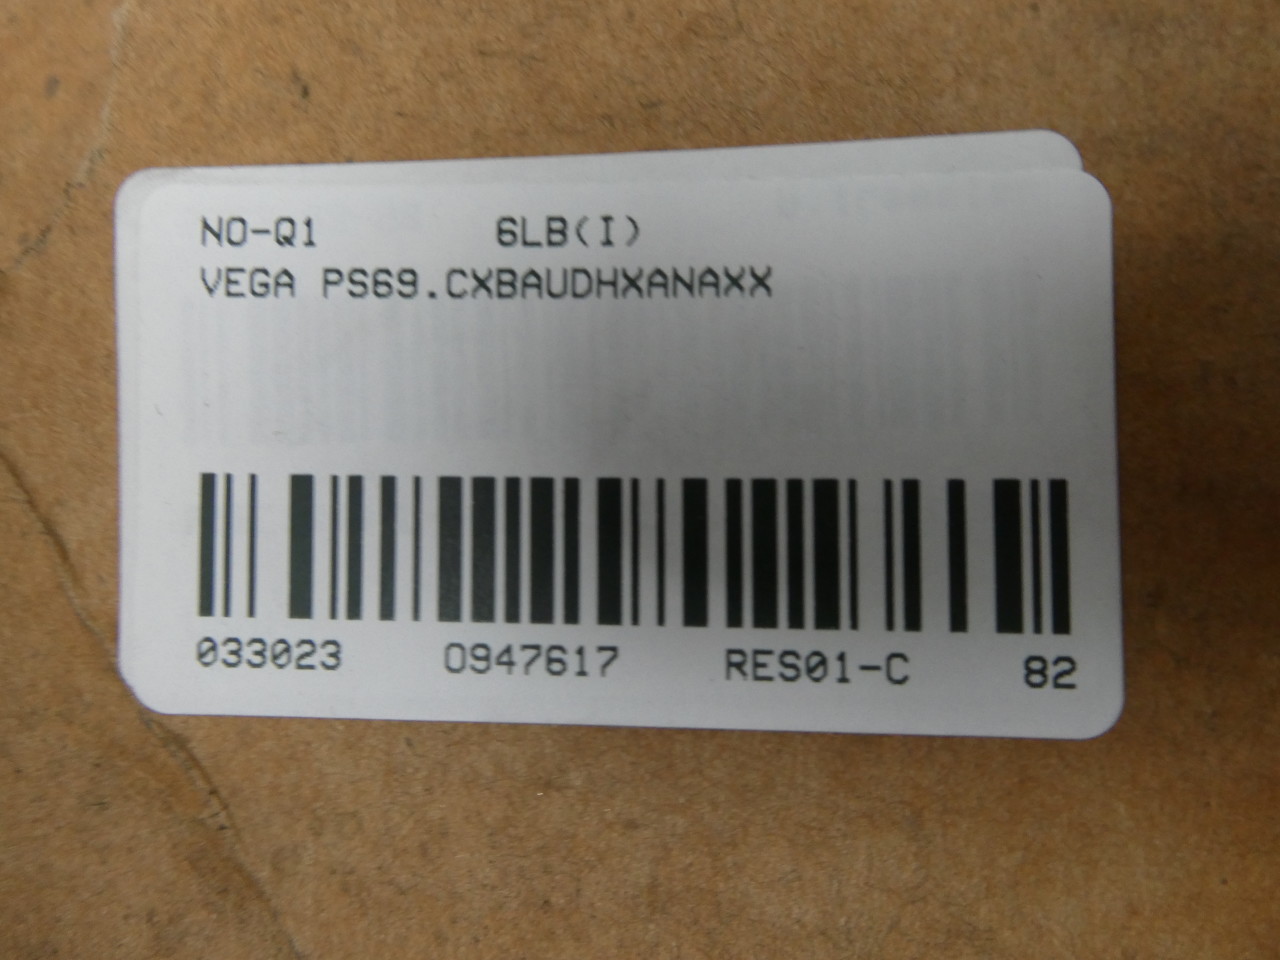 NO-Q1 6LB(I)
VEGA PS69.CXBAUDHXANAXX
033023 0947617 RES01-C 82